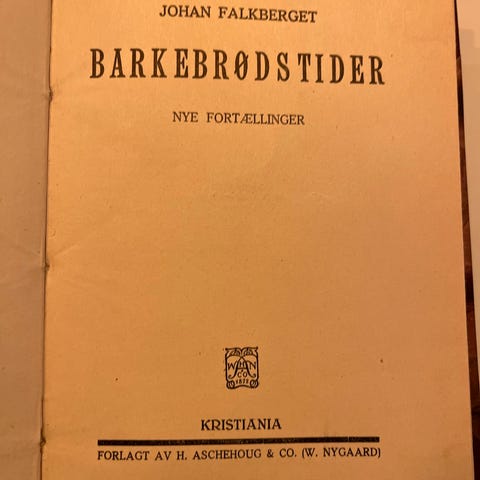 JOHAN FALKBERGET
BARKEBRØDSTIDER
NYE FORTÆLLINGER
KRISTIANIA
FORLAGT AV H. ASCHEHOUG & CO. (W. NYGAARD)